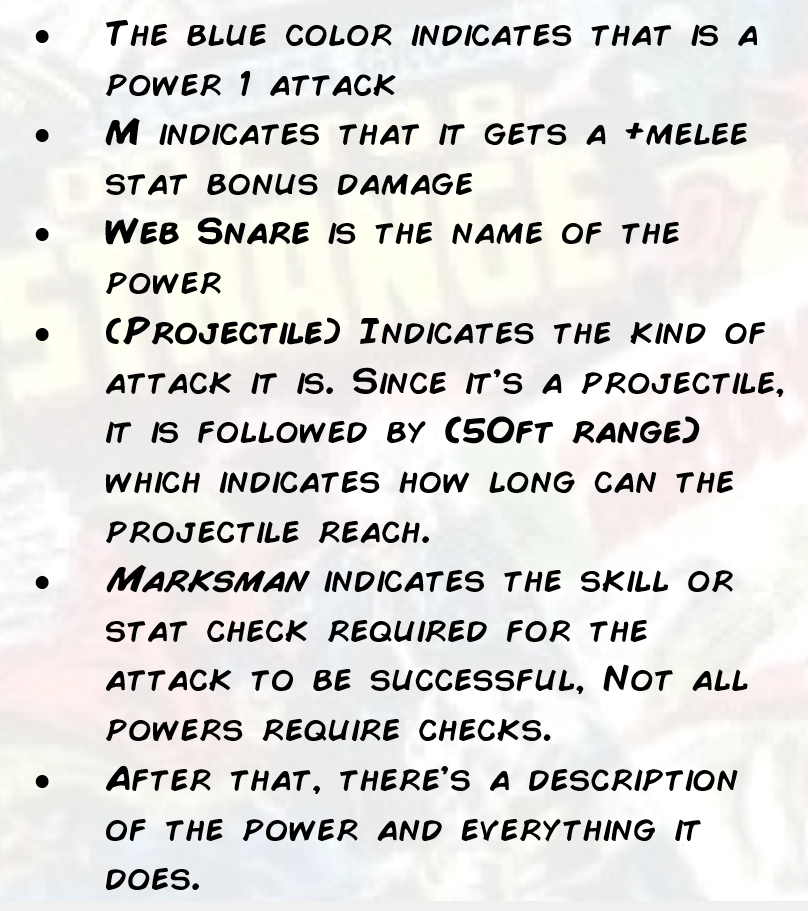 • The blue color indicates that is a
power 1 attack
• M indicates that it gets a +melee
stat bonus damage
• Web Snare is the name of the
power
• (Projectile) Indicates the kind of
attack it is. Since it's a projectile,
it is followed by (50ft range)
which indicates how long can the
projectile reach.
• Marksman indicates the skill or
stat check required for the
attack to be successful, Not all
powers require checks.
• After that, there's a description
of the power and everything it
does.